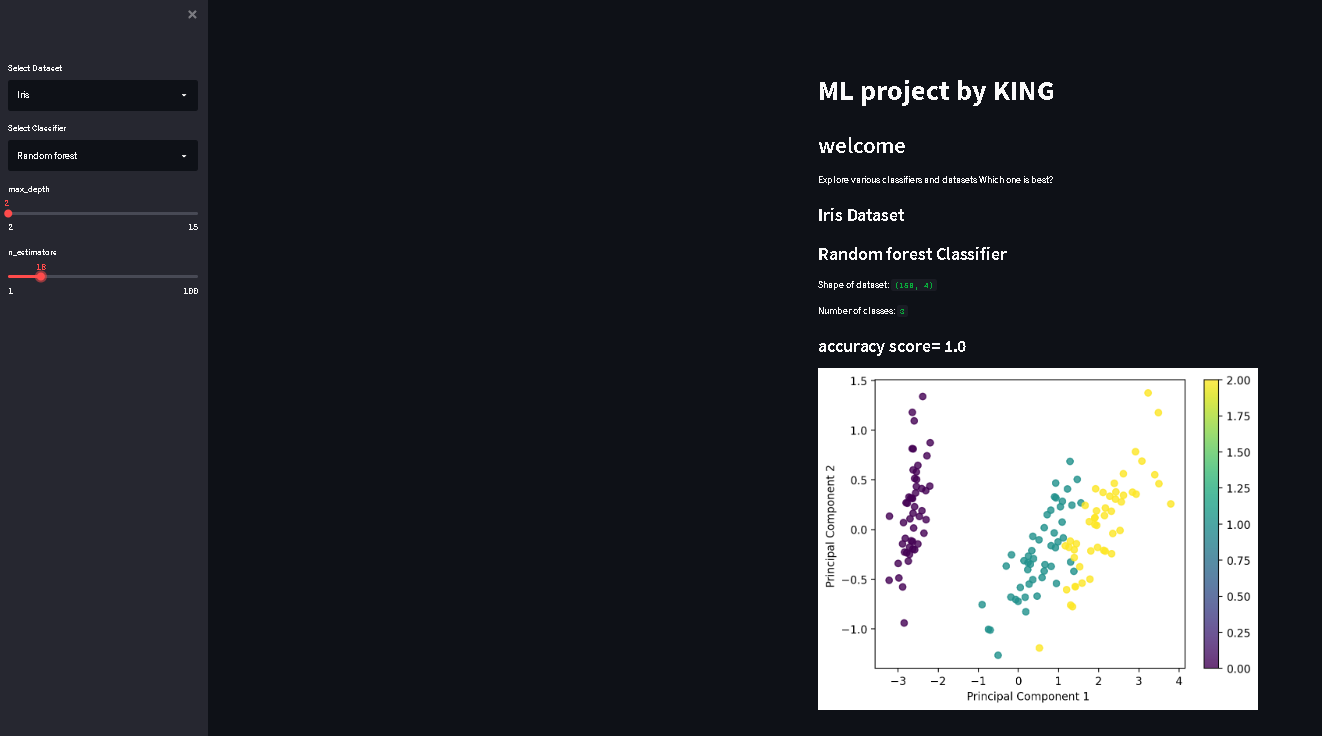 ×
Select Dataset
Iris
Select Classifier
Random forest
max_depth
2
2 15
n_estimators
18
1 100
ML project by KING
welcome
Explore various classifiers and datasets Which one is best?
Iris Dataset
Random forest Classifier
Shape of dataset: (150, 4)
Number of classes: 3
accuracy score= 1.0
1.5
1.0
0.5
0.0
−0.5
−1.0
Principal Component 2
−3 −2 −1 0 1 2 3 4
Principal Component 1
2.00
1.75
1.50
1.25
1.00
0.75
0.50
0.25
0.00